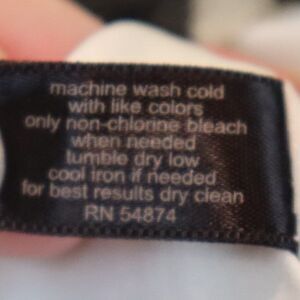 machine wash cold
with like colors
only non-chlorine bleach
when needed
tumble dry low
cool iron if needed
for best results dry clean
RN 54874